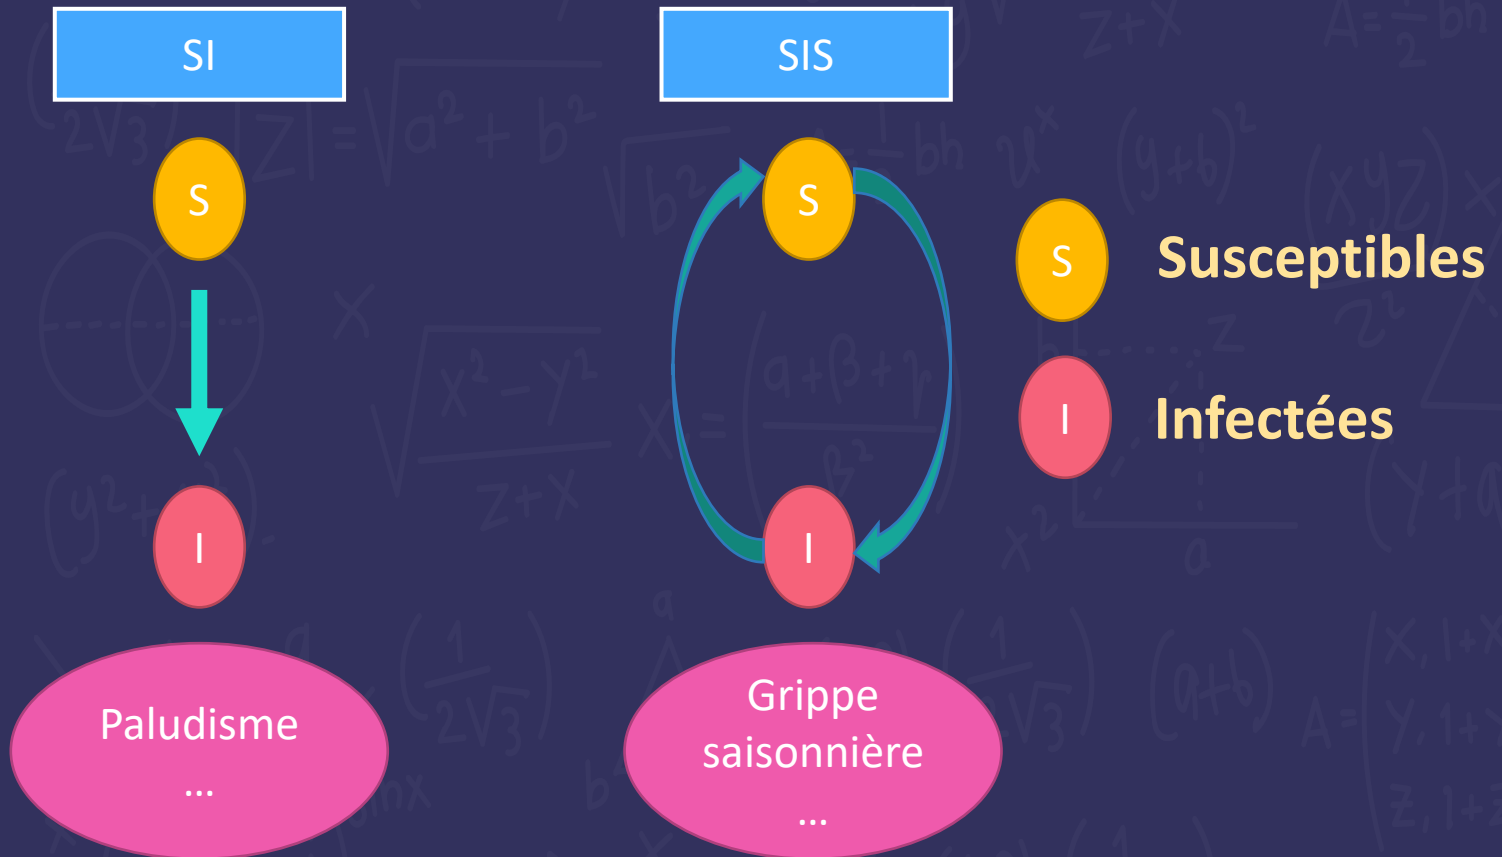 SI
S
I
Paludisme
...
SIS
S
I
Grippe
saisonnière
...
S
Susceptibles
I
Infectées